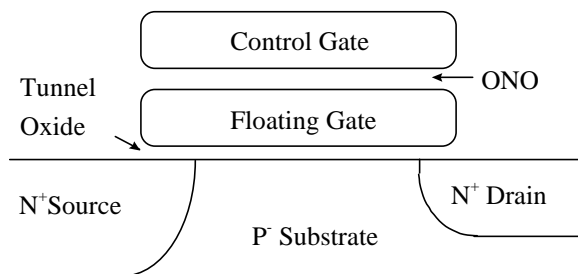 Control Gate
ONO
Tunnel
Oxide
Floating Gate
N⁺Source
N⁺ Drain
P⁻ Substrate